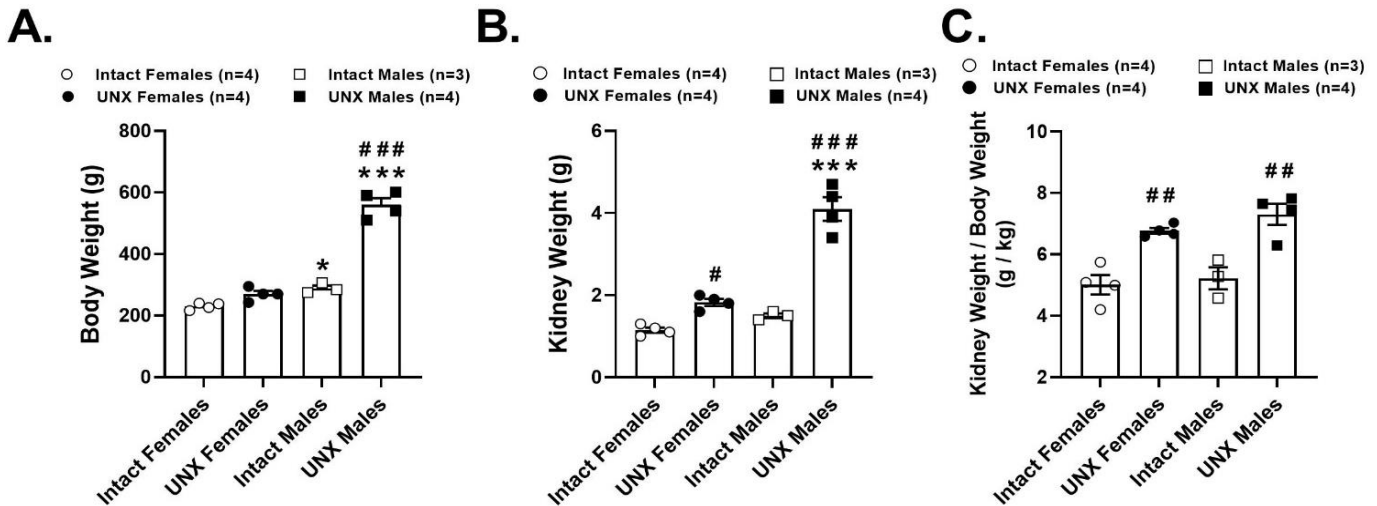 A.
Intact Females (n=4) Intact Males (n=3)
UNX Females (n=4) UNX Males (n=4)
Body Weight (g)
800
600
400
200
0
*
###
***
Intact Females
UNX Females
Intact Males
UNX Males
B.
Intact Females (n=4) Intact Males (n=3)
UNX Females (n=4) UNX Males (n=4)
Kidney Weight (g)
6
4
2
0
#
###
***
Intact Females
UNX Females
Intact Males
UNX Males
C.
Intact Females (n=4) Intact Males (n=3)
UNX Females (n=4) UNX Males (n=4)
Kidney Weight / Body Weight
(g / kg)
10
8
6
4
2
##
##
Intact Females
UNX Females
Intact Males
UNX Males